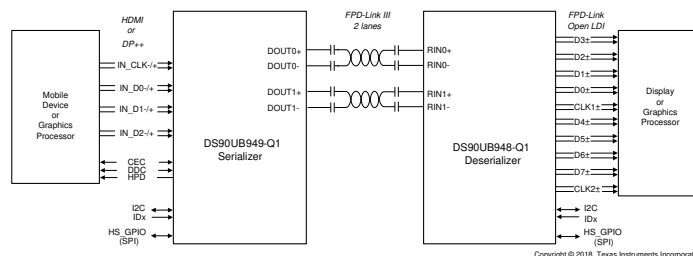 HDMI
or
DP++
FPD-Link III
2 lanes
FPD-Link
Open LDI
Mobile
Device
or
Graphics
Processor
IN_CLK-/+
IN_D0-/+
IN_D1-/+
IN_D2-/+
CEC
DDC
HPD
I2C
IDx
HS_GPIO
(SPI)
DS90UB949-Q1
Serializer
DOUT0+
DOUT0-
DOUT1+
DOUT1-
RIN0+
RIN0-
RIN1+
RIN1-
DS90UB948-Q1
Deserializer
D3±
D2±
D1±
D0±
CLK1±
D4±
D5±
D6±
D7±
CLK2±
I2C
IDx
HS_GPIO
(SPI)
Display
or
Graphics
Processor
Copyright © 2018, Texas Instruments Incorporat